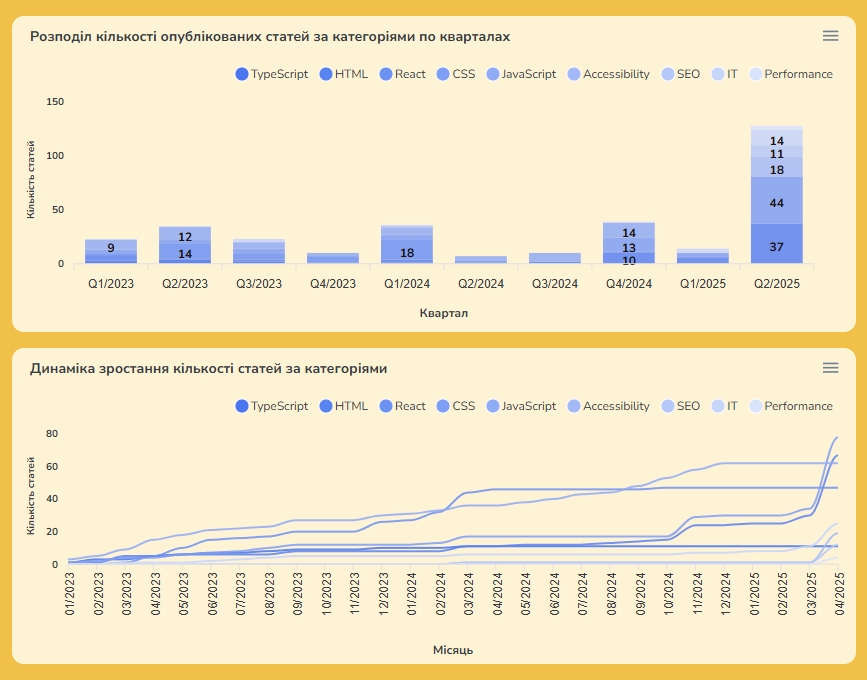 Розподіл кількості опублікованих статей за категоріями по кварталах
TypeScript HTML React CSS JavaScript Accessibility SEO IT Performance
Кількість статей
150
100
50
0
9
12
14
18
14
13
10
14
11
18
44
37
Q1/2023 Q2/2023 Q3/2023 Q4/2023 Q1/2024 Q2/2024 Q3/2024 Q4/2024 Q1/2025 Q2/2025
Квартал
Динаміка зростання кількості статей за категоріями
TypeScript HTML React CSS JavaScript Accessibility SEO IT Performance
Кількість статей
80
60
40
20
0
01/2023 02/2023 03/2023 04/2023 05/2023 06/2023 07/2023 08/2023 09/2023 10/2023 11/2023 12/2023 01/2024 02/2024 03/2024 04/2024 05/2024 06/2024 07/2024 08/2024 09/2024 10/2024 11/2024 12/2024 01/2025 02/2025 03/2025 04/2025
Місяць